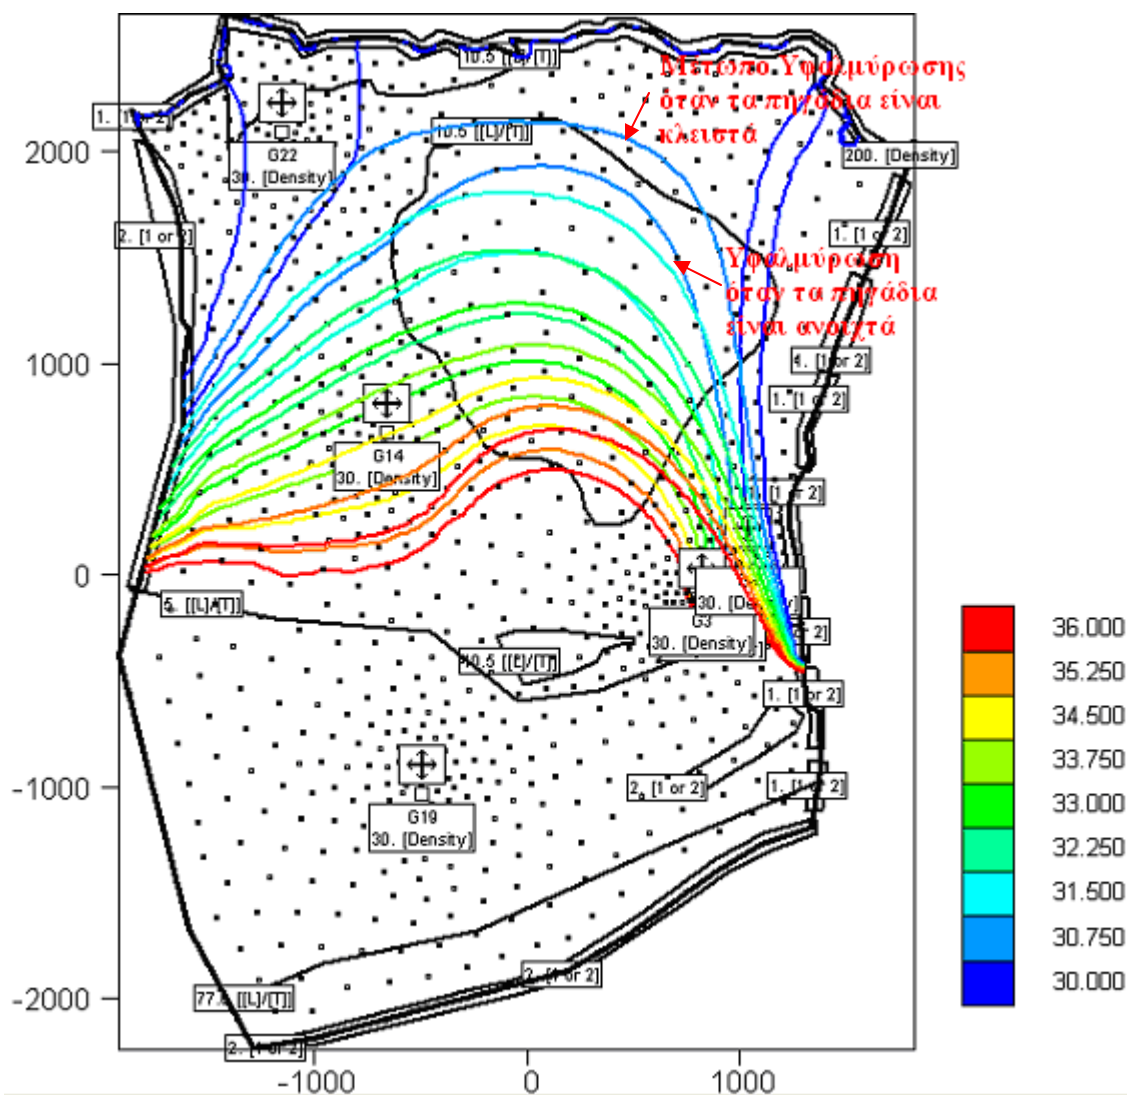 10.5 [[L]/[T]]
Μέτωπο Υφαλμύρωσης
όταν τα πηγάδια είναι
κλειστά
1. [1 or 2]
10.5 [[L]/[T]]
2000
G22
30. [Density]
200. [Density]
2. [1 or 2]
1. [1 or 2]
Υφαλμύρωση
όταν τα πηγάδια
είναι ανοιχτά
1000
4. [1 or 2]
1. [1 or 2]
G14
30. [Density]
[1 or 2]
0
30. [Density]
5. [[L]/[T]]
G3
30. [Density]
2]
10.5 [[L]/[T]]
1. [1 or 2]
2. [1 or 2]
1. [1 or 2]
-1000
G19
30. [Density]
2. [1 or 2]
-2000
[[L]/[T]]
2. [1 or 2]
-1000
0
1000
36.000
35.250
34.500
33.750
33.000
32.250
31.500
30.750
30.000